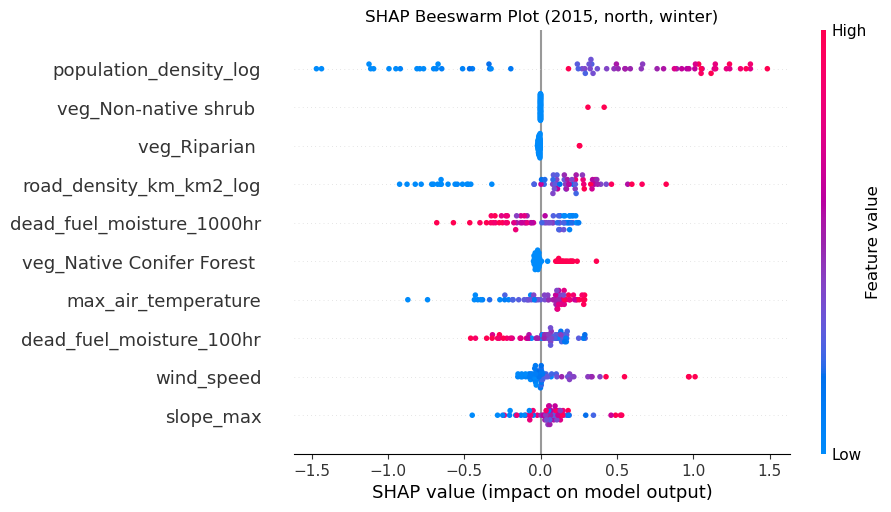 SHAP Beeswarm Plot (2015, north, winter)
High
population_density_log
veg_Non-native shrub
veg_Riparian
road_density_km_km2_log
dead_fuel_moisture_1000hr
veg_Native Conifer Forest
max_air_temperature
dead_fuel_moisture_100hr
wind_speed
slope_max
Feature value
Low
−1.5 −1.0 −0.5 0.0 0.5 1.0 1.5
SHAP value (impact on model output)